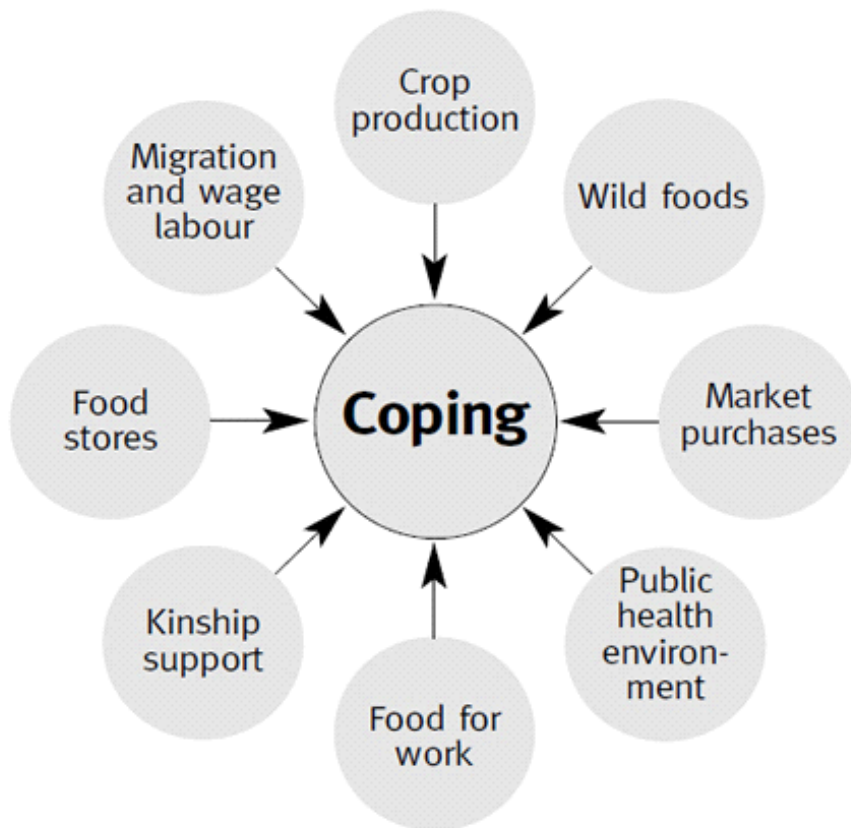 Crop
production
Migration
and wage
labour
Wild foods
Food
stores
Coping
Market
purchases
Kinship
support
Public
health
environ-
ment
Food for
work